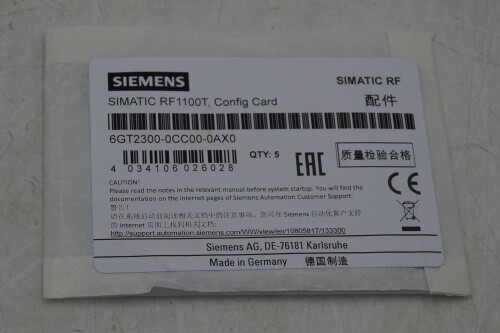 SIEMENS
SIMATIC RF
SIMATIC RF1100T, Config Card
配件
6GT2300-0CC00-0AX0
QTY: 5
EAC
质量检验合格
4 034106 026028
CAUTION!
Please read the notes in the relevant manual before system startup. You will find the
documentation on the Internet pages of Siemens Automation Customer Support.
CE
警告!
请在系统启动前阅读相关文档中的注意事项。您可在 Siemens 自动化客户支持
的 Internet 页面上找到相关文档:
http://support.automation.siemens.com/WW/view/en/10805817/133300
Siemens AG, DE-76181 Karlsruhe
Made in Germany 德国制造